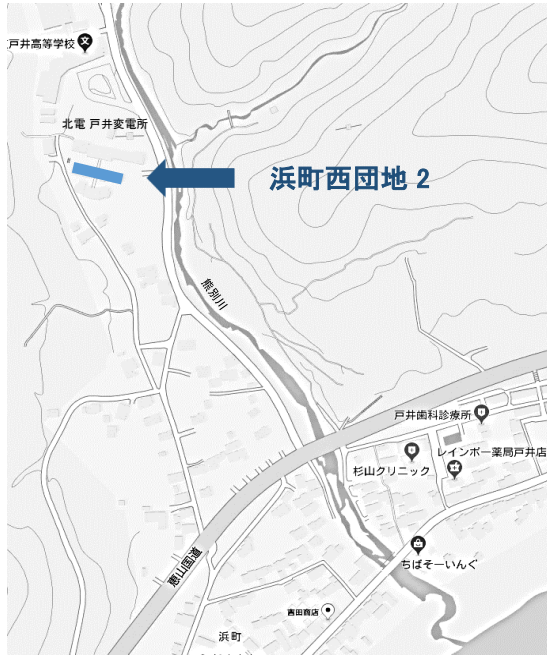 戸井高等学校
北電 戸井変電所
浜町西団地 2
熊別川
戸井歯科診療所
レインボー薬局戸井店
杉山クリニック
ちばそーいんぐ
恵山国道
吉田商店
浜町